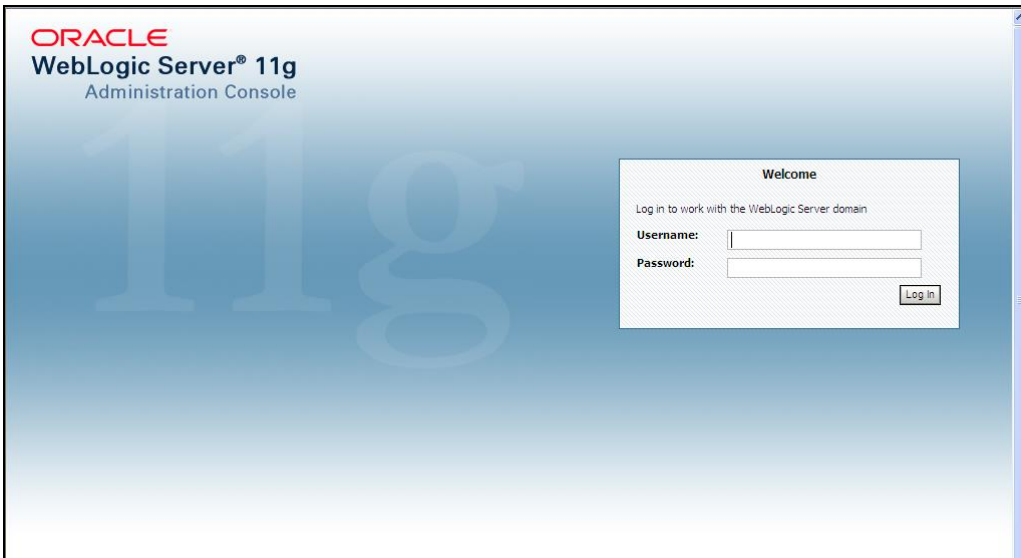 ORACLE
WebLogic Server® 11g
Administration Console
11g
Welcome
Log in to work with the WebLogic Server domain
Username:
Password:
Log In